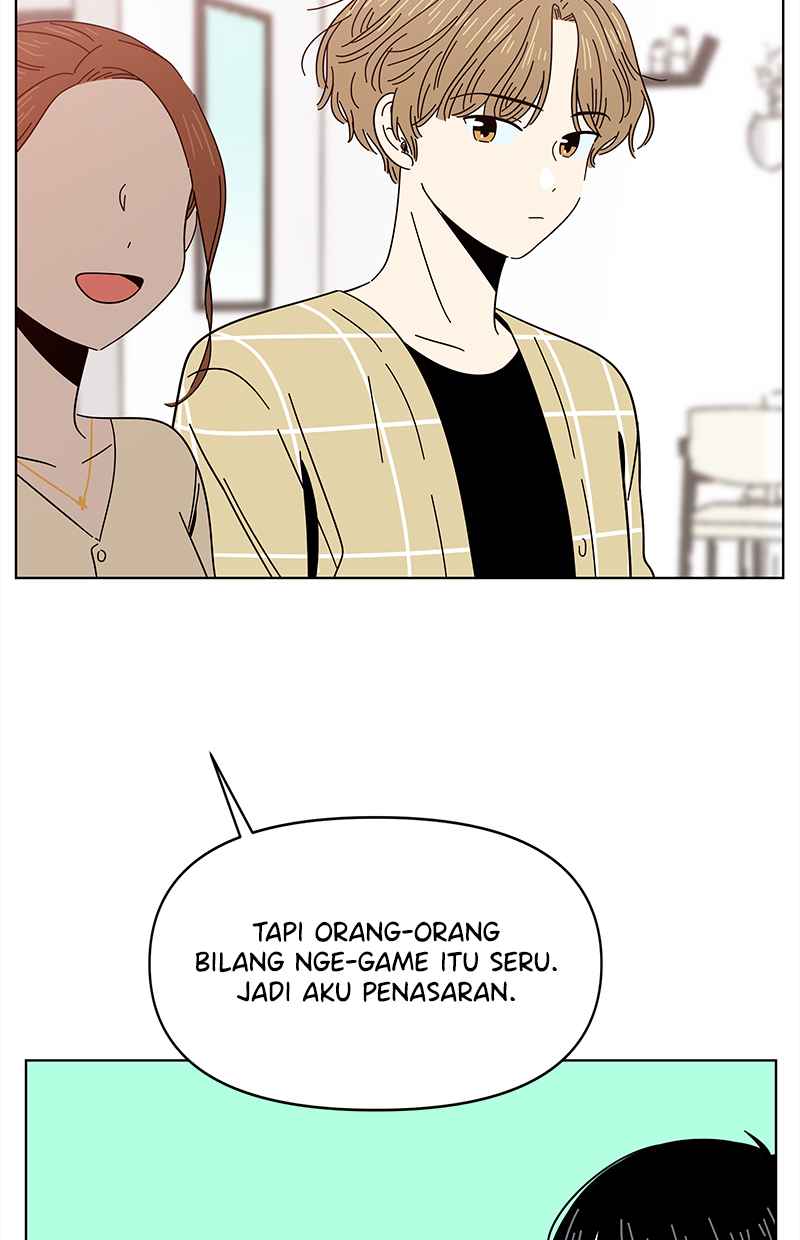 TAPI ORANG-ORANG
BILANG NGE-GAME ITU SERU.
JADI AKU PENASARAN.